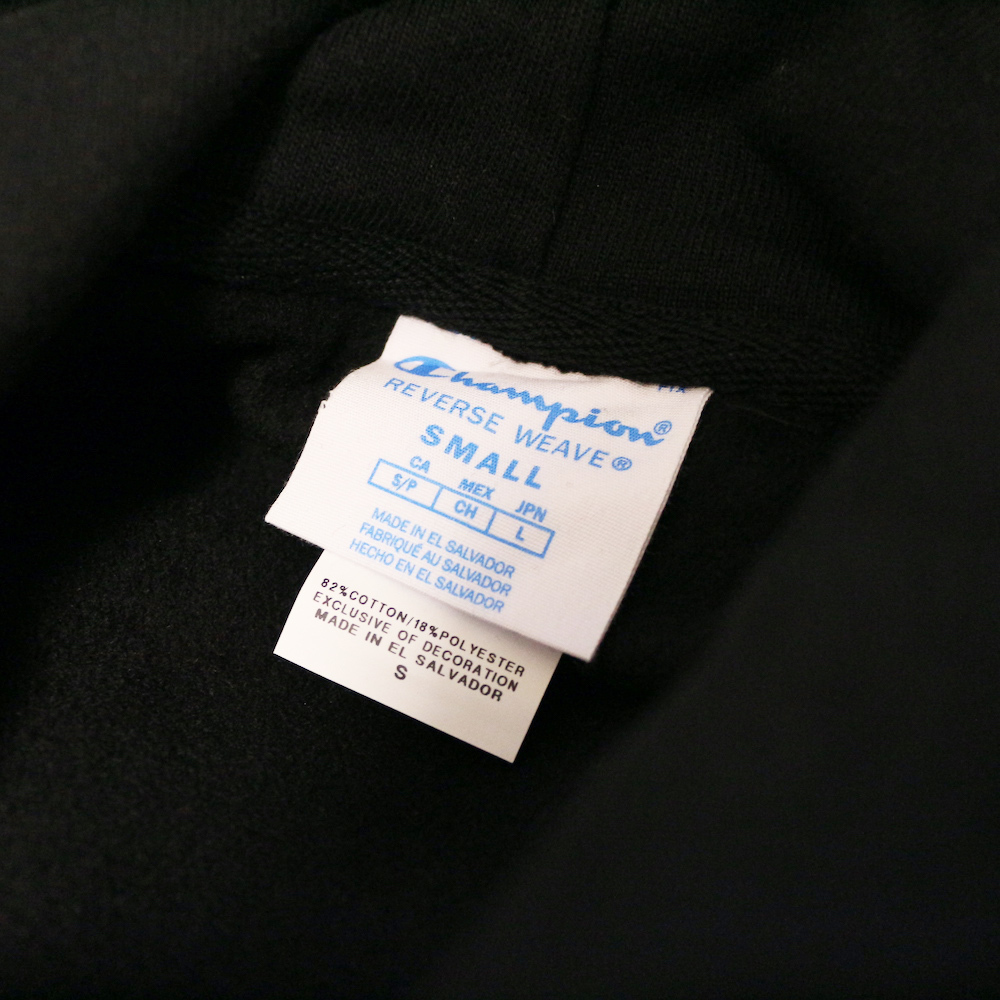 Champion®
REVERSE WEAVE®
SMALL
CA MEX JPN
S/P CH L
MADE IN EL SALVADOR
FABRIQUÉ AU SALVADOR
HECHO EN EL SALVADOR
82%COTTON/18%POLYESTER
EXCLUSIVE OF DECORATION
MADE IN EL SALVADOR
S